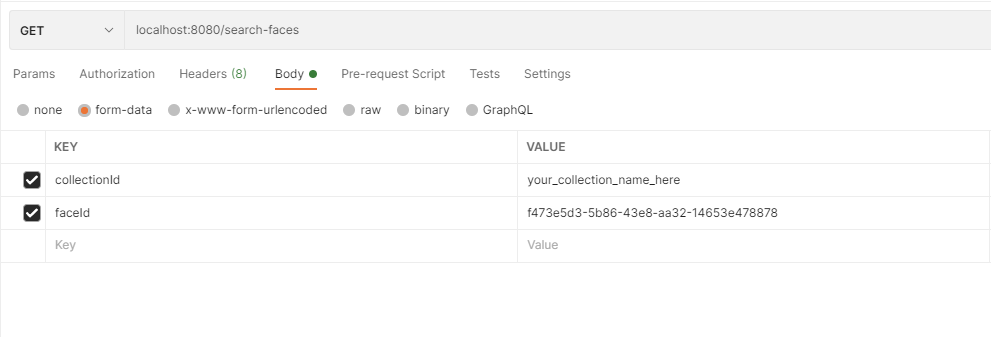 GET localhost:8080/search-faces
Params Authorization Headers (8) Body Pre-request Script Tests Settings
none form-data x-www-form-urlencoded raw binary GraphQL
KEY VALUE
collectionId your_collection_name_here
faceId f473e5d3-5b86-43e8-aa32-14653e478878
Key Value